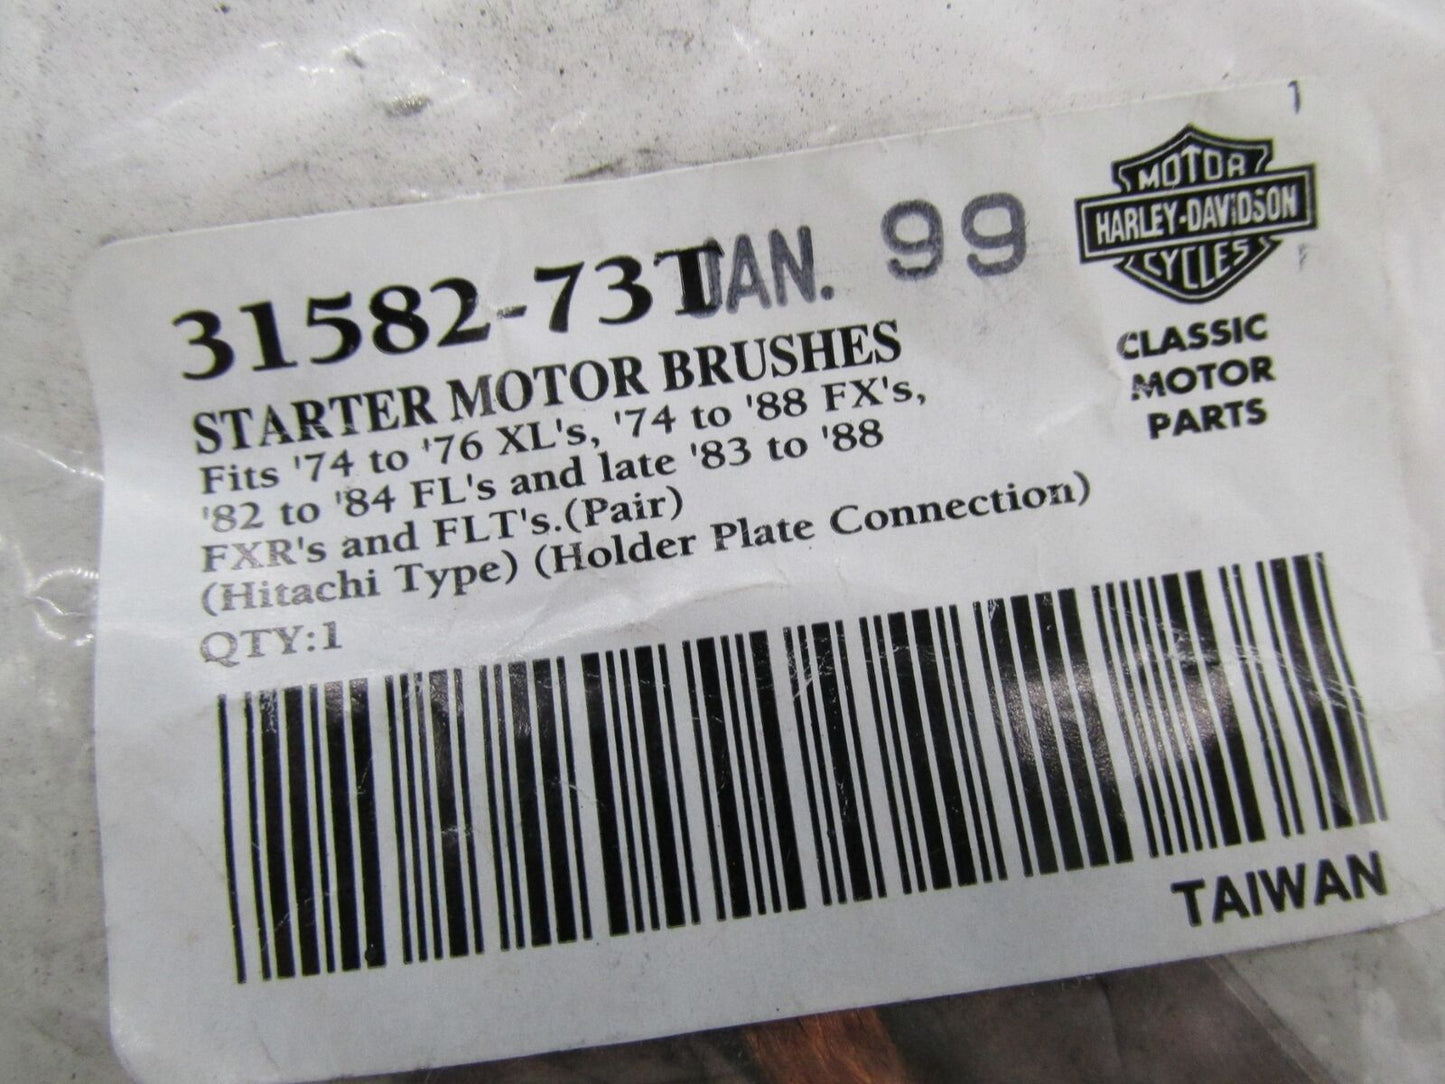 31582-73T JAN. 99
STARTER MOTOR BRUSHES
Fits '74 to '76 XL's, '74 to '88 FX's,
'82 to '84 FL's and late '83 to '88
FXR's and FLT's.(Pair)
(Hitachi Type) (Holder Plate Connection)
QTY:1
MOTOR
HARLEY-DAVIDSON
CYCLES
CLASSIC
MOTOR
PARTS
TAIWAN